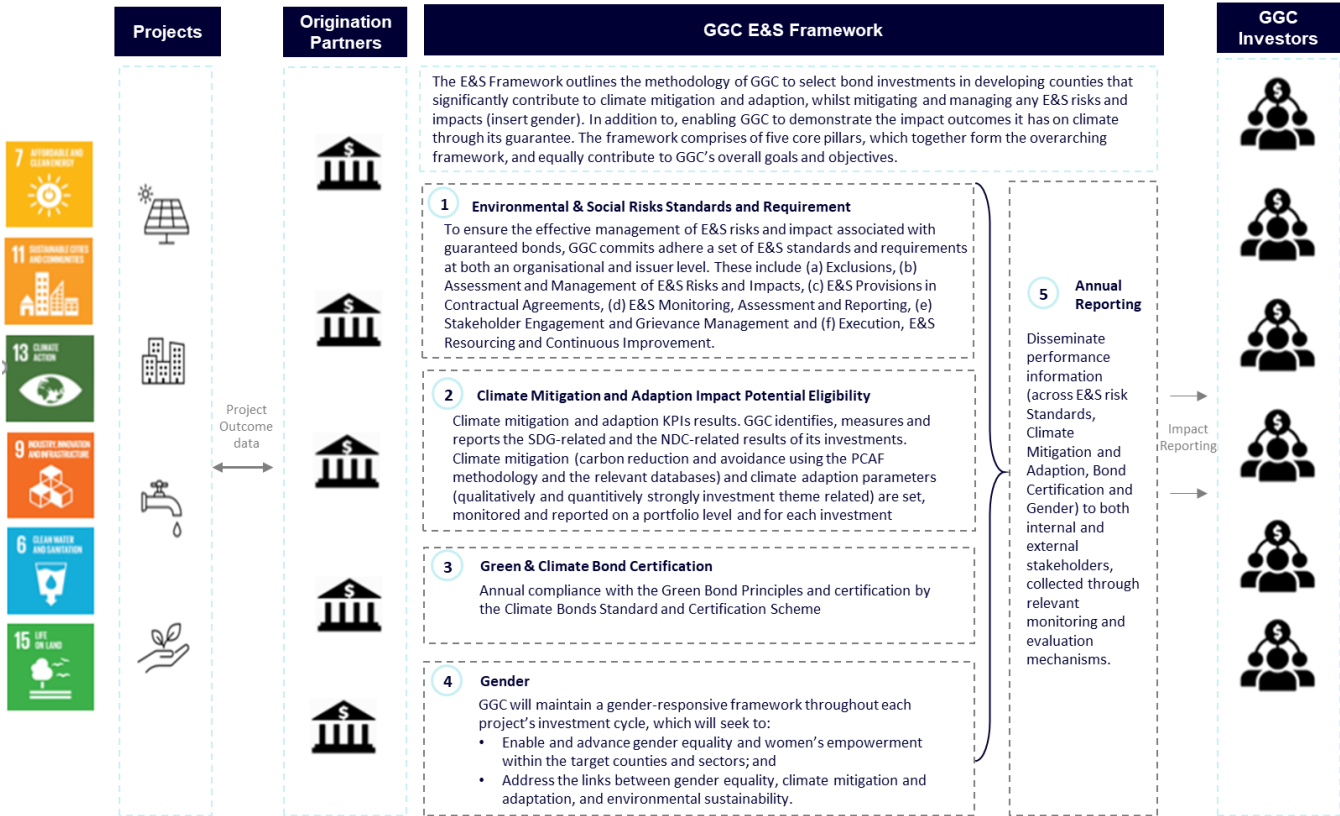 Projects
Origination
Partners
GGC E&S Framework
GGC
Investors
The E&S Framework outlines the methodology of GGC to select bond investments in developing counties that
significantly contribute to climate mitigation and adaption, whilst mitigating and managing any E&S risks and
impacts (insert gender). In addition to, enabling GGC to demonstrate the impact outcomes it has on climate
through its guarantee. The framework comprises of five core pillars, which together form the overarching
framework, and equally contribute to GGC's overall goals and objectives.
7 AFFORDABLE AND
CLEAN ENERGY
11 SUSTAINABLE CITIES
AND COMMUNITIES
13 CLIMATE
ACTION
9 INDUSTRY, INNOVATION
AND INFRASTRUCTURE
6 CLEAN WATER
AND SANITATION
15 LIFE
ON LAND
Project
Outcome
data
$
$
$
$
$
1 Environmental & Social Risks Standards and Requirement
To ensure the effective management of E&S risks and impact associated with
guaranteed bonds, GGC commits adhere a set of E&S standards and requirements
at both an organisational and issuer level. These include (a) Exclusions, (b)
Assessment and Management of E&S Risks and Impacts, (c) E&S Provisions in
Contractual Agreements, (d) E&S Monitoring, Assessment and Reporting, (e)
Stakeholder Engagement and Grievance Management and (f) Execution, E&S
Resourcing and Continuous Improvement.
2 Climate Mitigation and Adaption Impact Potential Eligibility
Climate mitigation and adaption KPIs results. GGC identifies, measures and
reports the SDG-related and the NDC-related results of its investments.
Climate mitigation (carbon reduction and avoidance using the PCAF
methodology and the relevant databases) and climate adaption parameters
(qualitatively and quantitively strongly investment theme related) are set,
monitored and reported on a portfolio level and for each investment
3 Green & Climate Bond Certification
Annual compliance with the Green Bond Principles and certification by
the Climate Bonds Standard and Certification Scheme
4 Gender
GGC will maintain a gender-responsive framework throughout each
project's investment cycle, which will seek to:
• Enable and advance gender equality and women's empowerment
within the target counties and sectors; and
• Address the links between gender equality, climate mitigation and
adaptation, and environmental sustainability.
5 Annual
Reporting
Disseminate
performance
information
(across E&S risk
Standards,
Climate
Mitigation and
Adaption, Bond
Certification and
Gender) to both
internal and
external
stakeholders,
collected through
relevant
monitoring and
evaluation
mechanisms.
Impact
Reporting
$
$
$
$
$
$